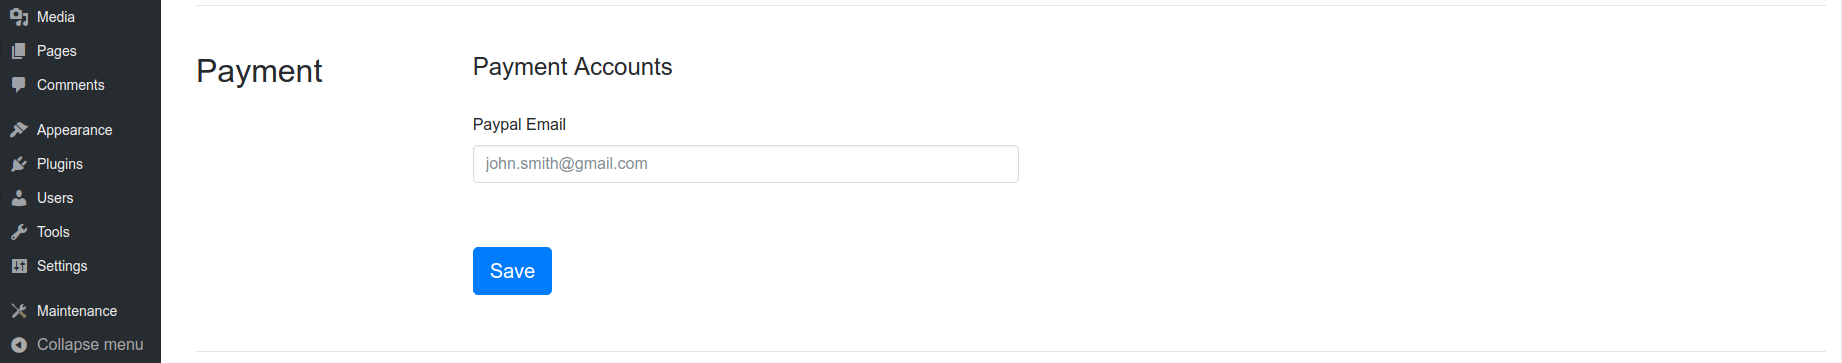 Media
Pages
Comments
Appearance
Plugins
Users
Tools
Settings
Maintenance
Collapse menu
Payment
Payment Accounts
Paypal Email
john.smith@gmail.com
Save